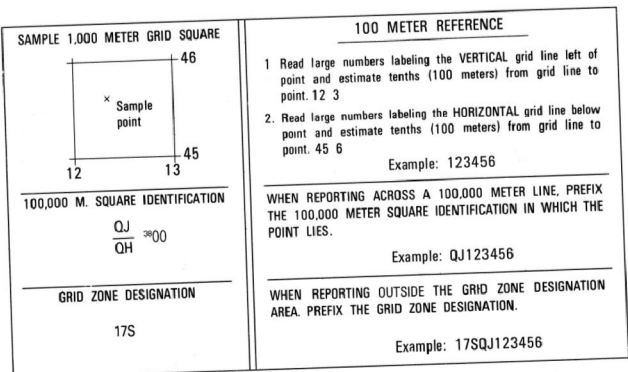 SAMPLE 1,000 METER GRID SQUARE
46
× Sample
point
45
12 13
100,000 M. SQUARE IDENTIFICATION
QJ
QH ³⁸00
GRID ZONE DESIGNATION
17S
100 METER REFERENCE
1 Read large numbers labeling the VERTICAL grid line left of
point and estimate tenths (100 meters) from grid line to
point. 12 3
2. Read large numbers labeling the HORIZONTAL grid line below
point and estimate tenths (100 meters) from grid line to
point. 45 6
Example: 123456
WHEN REPORTING ACROSS A 100,000 METER LINE, PREFIX
THE 100,000 METER SQUARE IDENTIFICATION IN WHICH THE
POINT LIES.
Example: QJ123456
WHEN REPORTING OUTSIDE THE GRID ZONE DESIGNATION
AREA. PREFIX THE GRID ZONE DESIGNATION.
Example: 17SQJ123456